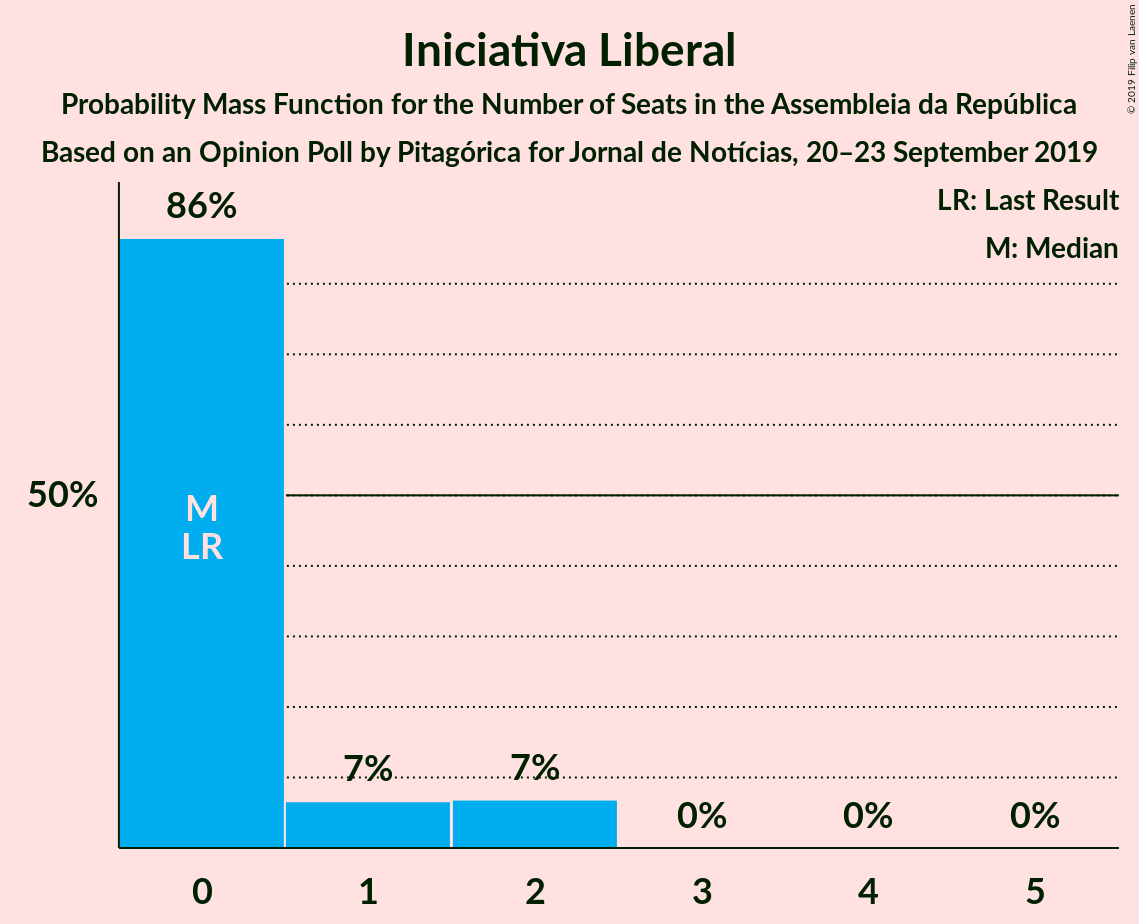 Iniciativa Liberal
Probability Mass Function for the Number of Seats in the Assembleia da República
Based on an Opinion Poll by Pitagórica for Jornal de Notícias, 20–23 September 2019
© 2019 Filip van Laenen
LR: Last Result
M: Median
86%
50%
M
LR
7%
7%
0%
0%
0%
0
1
2
3
4
5